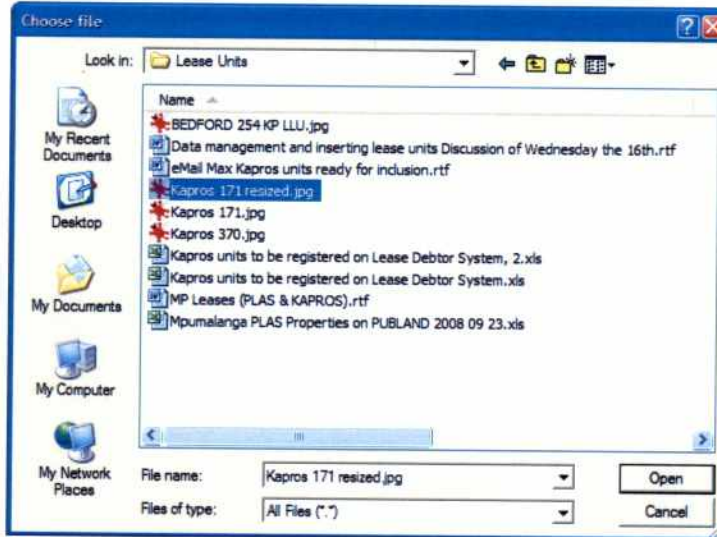 Choose file
Look in:
Lease Units
Name
My Recent
Documents
Desktop
My Documents
My Computer
My Network
Places
BEDFORD 254 KP LLU.jpg
Data management and inserting lease units Discussion of Wednesday the 16th.rtf
eMail Max Kapros units ready for inclusion.rtf
Kapros 171 resized.jpg
Kapros 171.jpg
Kapros 370.jpg
Kapros units to be registered on Lease Debtor System, 2.xls
Kapros units to be registered on Lease Debtor System.xls
MP Leases (PLAS & KAPROS).rtf
Mpumalanga PLAS Properties on PUBLAND 2008 09 23.xls
File name:
Kapros 171 resized.jpg
Open
Files of type:
All Files (*.*)
Cancel